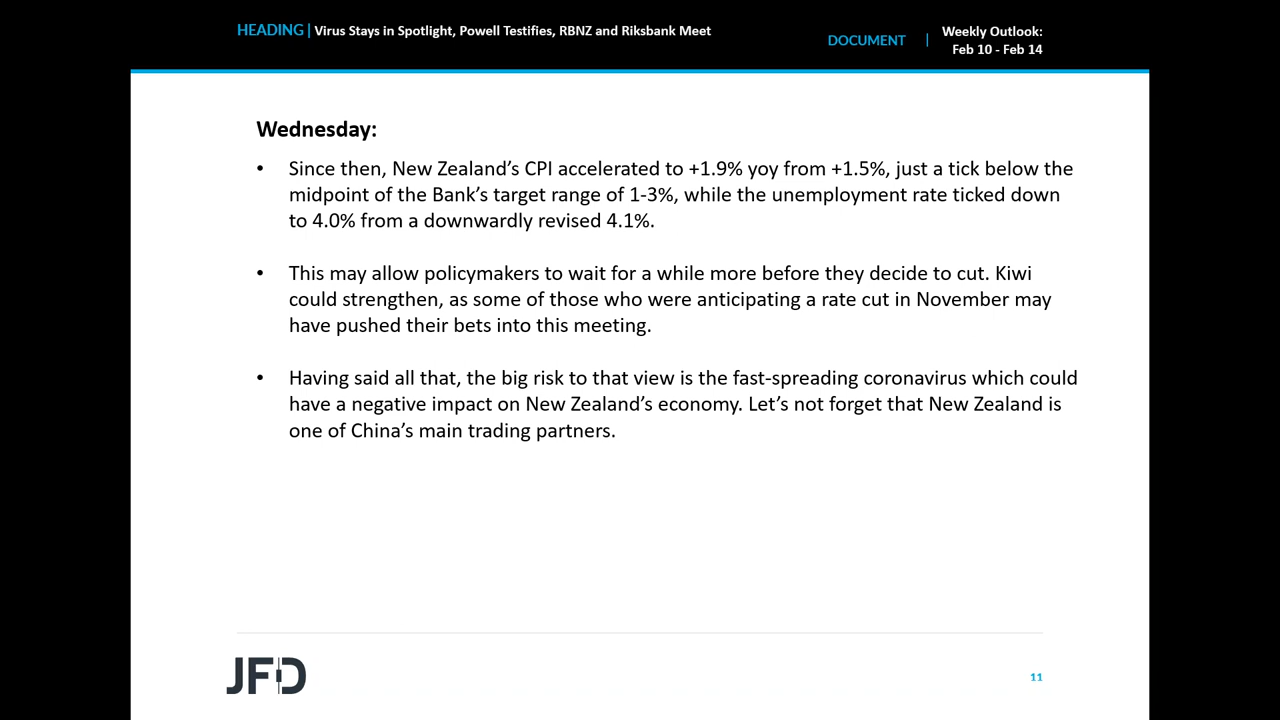 HEADING | Virus Stays in Spotlight, Powell Testifies, RBNZ and Riksbank Meet
DOCUMENT | Weekly Outlook:
Feb 10 - Feb 14
Wednesday:
• Since then, New Zealand’s CPI accelerated to +1.9% yoy from +1.5%, just a tick below the
midpoint of the Bank’s target range of 1-3%, while the unemployment rate ticked down
to 4.0% from a downwardly revised 4.1%.
• This may allow policymakers to wait for a while more before they decide to cut. Kiwi
could strengthen, as some of those who were anticipating a rate cut in November may
have pushed their bets into this meeting.
• Having said all that, the big risk to that view is the fast-spreading coronavirus which could
have a negative impact on New Zealand’s economy. Let’s not forget that New Zealand is
one of China’s main trading partners.
JFD
11